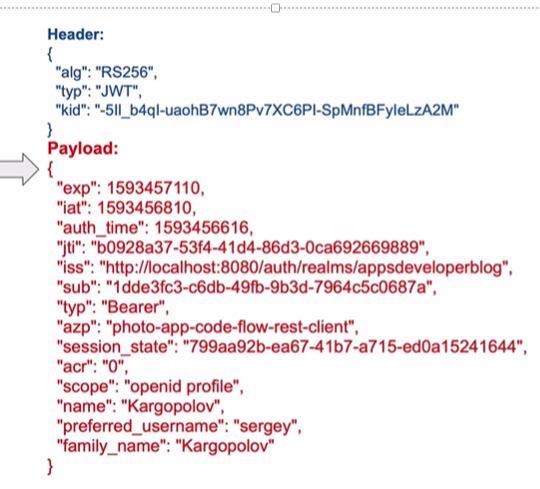 Header:
{
"alg": "RS256",
"typ": "JWT",
"kid": "-5Il_b4qI-uaohB7wn8Pv7XC6PI-SpMnfBFyIeLzA2M"
}
Payload:
{
"exp": 1593457110,
"iat": 1593456810,
"auth_time": 1593456616,
"jti": "b0928a37-53f4-41d4-86d3-0ca692669889",
"iss": "http://localhost:8080/auth/realms/appsdeveloperblog",
"sub": "1dde3fc3-c6db-49fb-9b3d-7964c5c0687a",
"typ": "Bearer",
"azp": "photo-app-code-flow-rest-client",
"session_state": "799aa92b-ea67-41b7-a715-ed0a15241644",
"acr": "0",
"scope": "openid profile",
"name": "Kargopolov",
"preferred_username": "sergey",
"family_name": "Kargopolov"
}